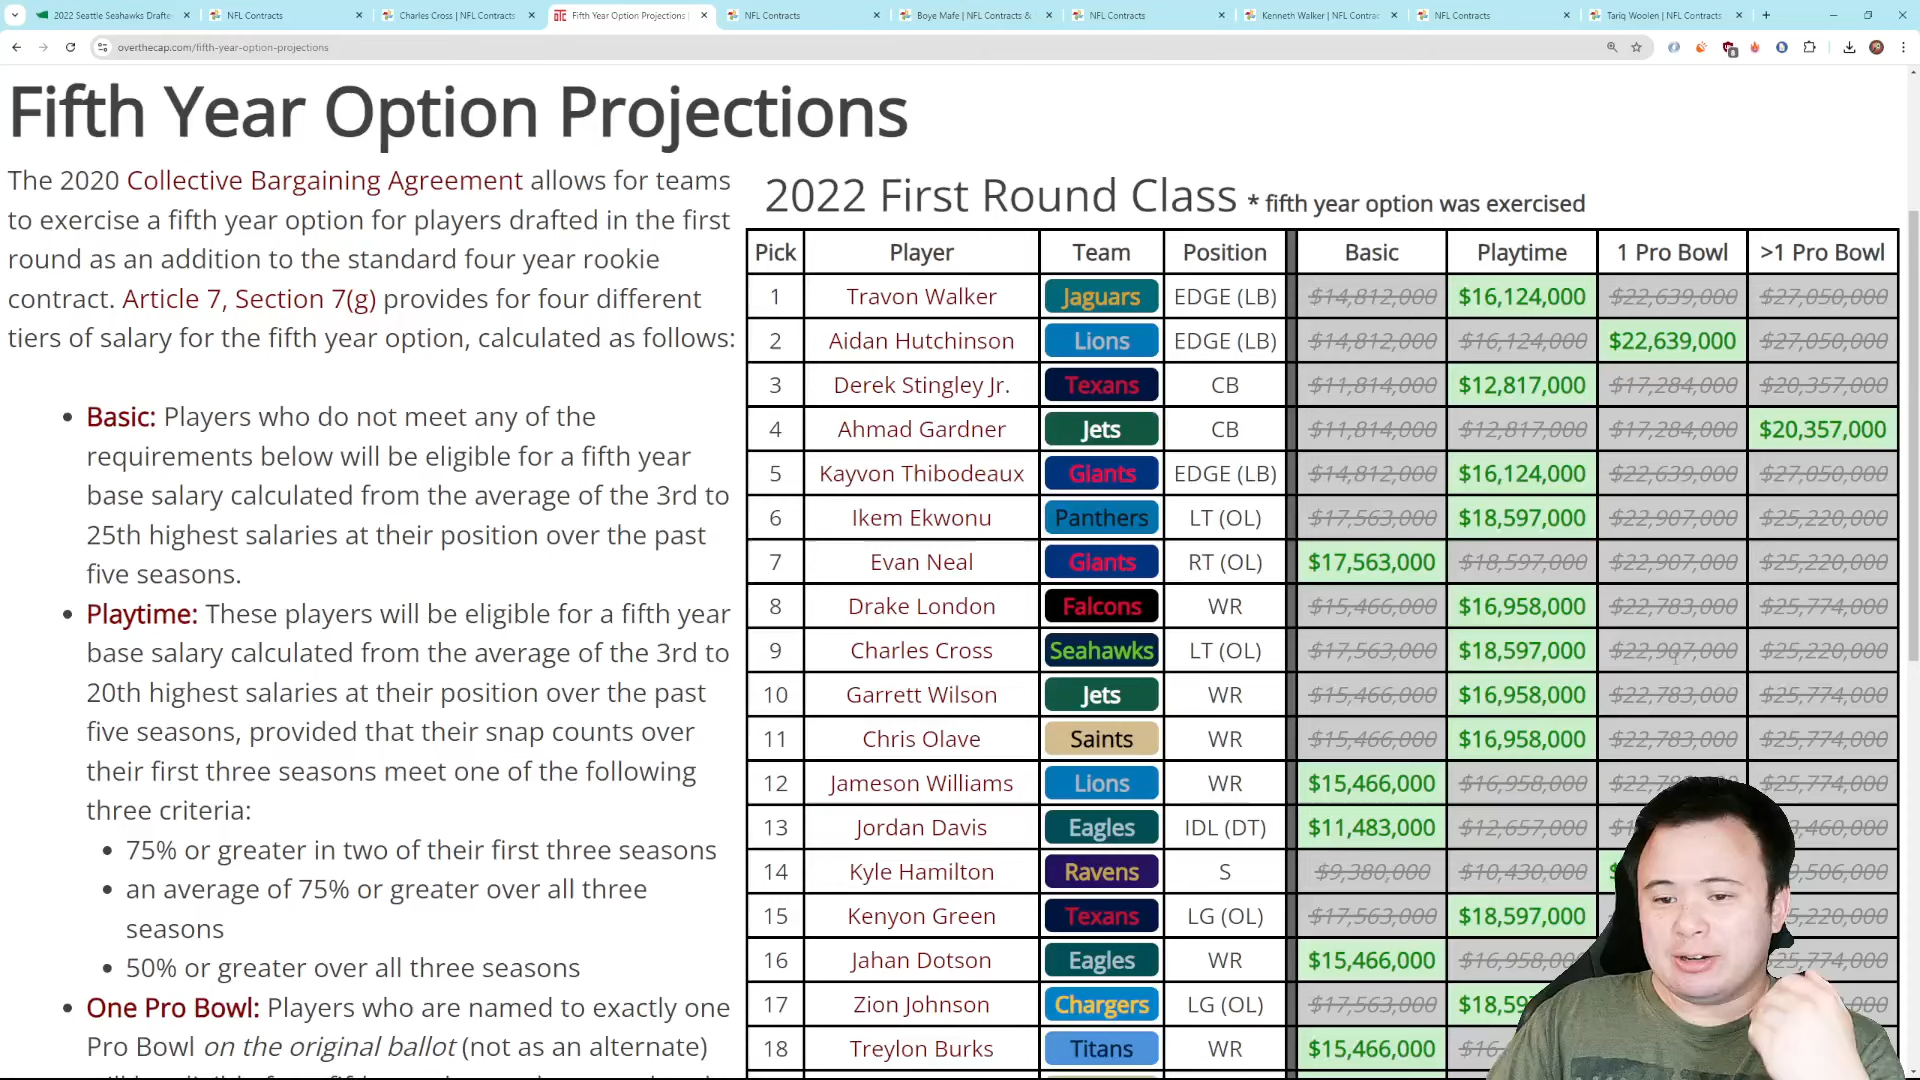 2022 Seattle Seahawks Drafte
NFL Contracts
Charles Cross | NFL Contracts
Fifth Year Option Projections |
NFL Contracts
Boye Mafe | NFL Contracts &
NFL Contracts
Kenneth Walker | NFL Contrac
NFL Contracts
Tariq Woolen | NFL Contracts
overthecap.com/fifth-year-option-projections
Fifth Year Option Projections
The 2020 Collective Bargaining Agreement allows for teams
to exercise a fifth year option for players drafted in the first
round as an addition to the standard four year rookie
contract. Article 7, Section 7(g) provides for four different
tiers of salary for the fifth year option, calculated as follows:
• Basic: Players who do not meet any of the
requirements below will be eligible for a fifth year
base salary calculated from the average of the 3rd to
25th highest salaries at their position over the past
five seasons.
• Playtime: These players will be eligible for a fifth year
base salary calculated from the average of the 3rd to
20th highest salaries at their position over the past
five seasons, provided that their snap counts over
their first three seasons meet one of the following
three criteria:
• 75% or greater in two of their first three seasons
• an average of 75% or greater over all three
seasons
• 50% or greater over all three seasons
• One Pro Bowl: Players who are named to exactly one
Pro Bowl on the original ballot (not as an alternate)
2022 First Round Class * fifth year option was exercised
Pick Player Team Position Basic Playtime 1 Pro Bowl >1 Pro Bowl
1 Travon Walker Jaguars EDGE (LB) $14,812,000 $16,124,000 $22,639,000 $27,050,000
2 Aidan Hutchinson Lions EDGE (LB) $14,812,000 $16,124,000 $22,639,000 $27,050,000
3 Derek Stingley Jr. Texans CB $11,814,000 $12,817,000 $17,284,000 $20,357,000
4 Ahmad Gardner Jets CB $11,814,000 $12,817,000 $17,284,000 $20,357,000
5 Kayvon Thibodeaux Giants EDGE (LB) $14,812,000 $16,124,000 $22,639,000 $27,050,000
6 Ikem Ekwonu Panthers LT (OL) $17,563,000 $18,597,000 $22,907,000 $25,220,000
7 Evan Neal Giants RT (OL) $17,563,000 $18,597,000 $22,907,000 $25,220,000
8 Drake London Falcons WR $15,466,000 $16,958,000 $22,783,000 $25,774,000
9 Charles Cross Seahawks LT (OL) $17,563,000 $18,597,000 $22,907,000 $25,220,000
10 Garrett Wilson Jets WR $15,466,000 $16,958,000 $22,783,000 $25,774,000
11 Chris Olave Saints WR $15,466,000 $16,958,000 $22,783,000 $25,774,000
12 Jameson Williams Lions WR $15,466,000 $16,958,000 $25,774,000
13 Jordan Davis Eagles IDL (DT) $11,483,000 $12,657,000
14 Kyle Hamilton Ravens S $9,380,000 $10,430,000
15 Kenyon Green Texans LG (OL) $17,563,000 $18,597,000
16 Jahan Dotson Eagles WR $15,466,000
17 Zion Johnson Chargers LG (OL) $17,563,000
18 Treylon Burks Titans WR $15,466,000